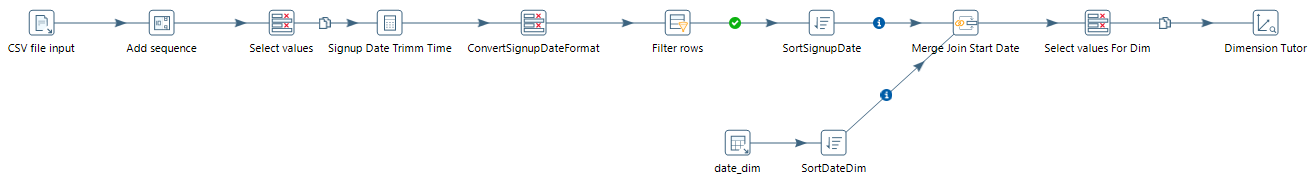 CSV file input
Add sequence
Select values
Signup Date Trimm Time
ConvertSignupDateFormat
Filter rows
SortSignupDate
Merge Join Start Date
Select values For Dim
Dimension Tutor
date_dim
SortDateDim